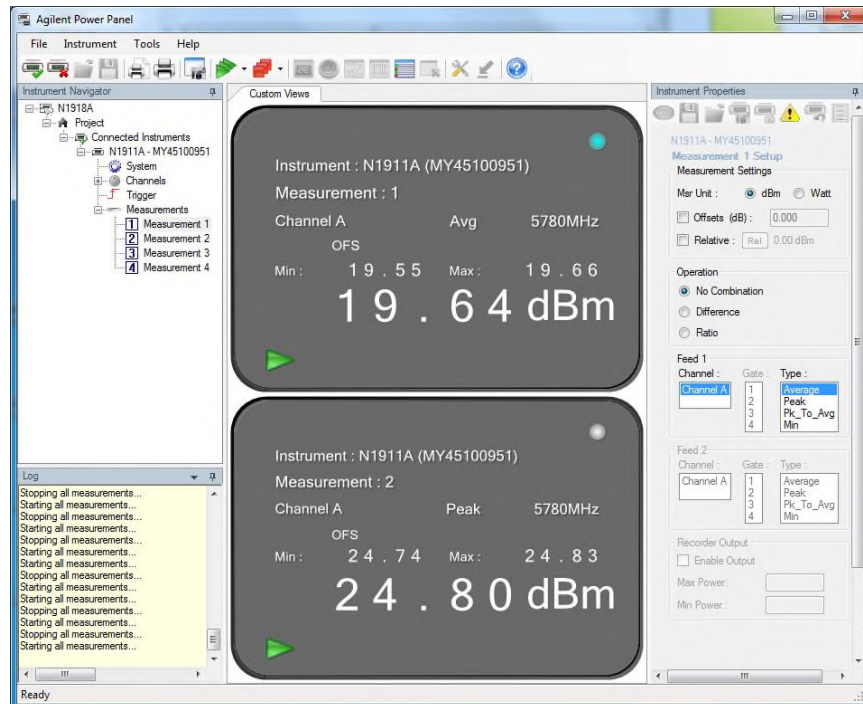 Agilent Power Panel
File Instrument Tools Help
Instrument Navigator
N1918A
Project
Connected Instruments
N1911A - MY45100951
System
Channels
Trigger
Measurements
1 Measurement 1
2 Measurement 2
3 Measurement 3
4 Measurement 4
Log
Stopping all measurements...
Starting all measurements...
Stopping all measurements...
Starting all measurements...
Stopping all measurements...
Starting all measurements...
Starting all measurements...
Stopping all measurements...
Starting all measurements...
Stopping all measurements...
Starting all measurements...
Starting all measurements...
Stopping all measurements...
Starting all measurements...
Custom Views
Instrument : N1911A (MY45100951)
Measurement : 1
Channel A Avg 5780MHz
OFS
Min : 19.55 Max : 19.66
19.64 dBm
Instrument : N1911A (MY45100951)
Measurement : 2
Channel A Peak 5780MHz
OFS
Min : 24.74 Max : 24.83
24.80 dBm
Instrument Properties
N1911A - MY45100951
Measurement 1 Setup
Measurement Settings
Msr Unit : dBm Watt
Offsets (dB) : 0.000
Relative : Rel 0.00 dBm
Operation
No Combination
Difference
Ratio
Feed 1
Channel : Gate : Type :
Channel A 1 Average
2 Peak
3 Pk_To_Avg
4 Min
Feed 2
Channel : Gate : Type :
Channel A 1 Average
2 Peak
3 Pk_To_Avg
4 Min
Recorder Output
Enable Output
Max Power:
Min Power :
Ready